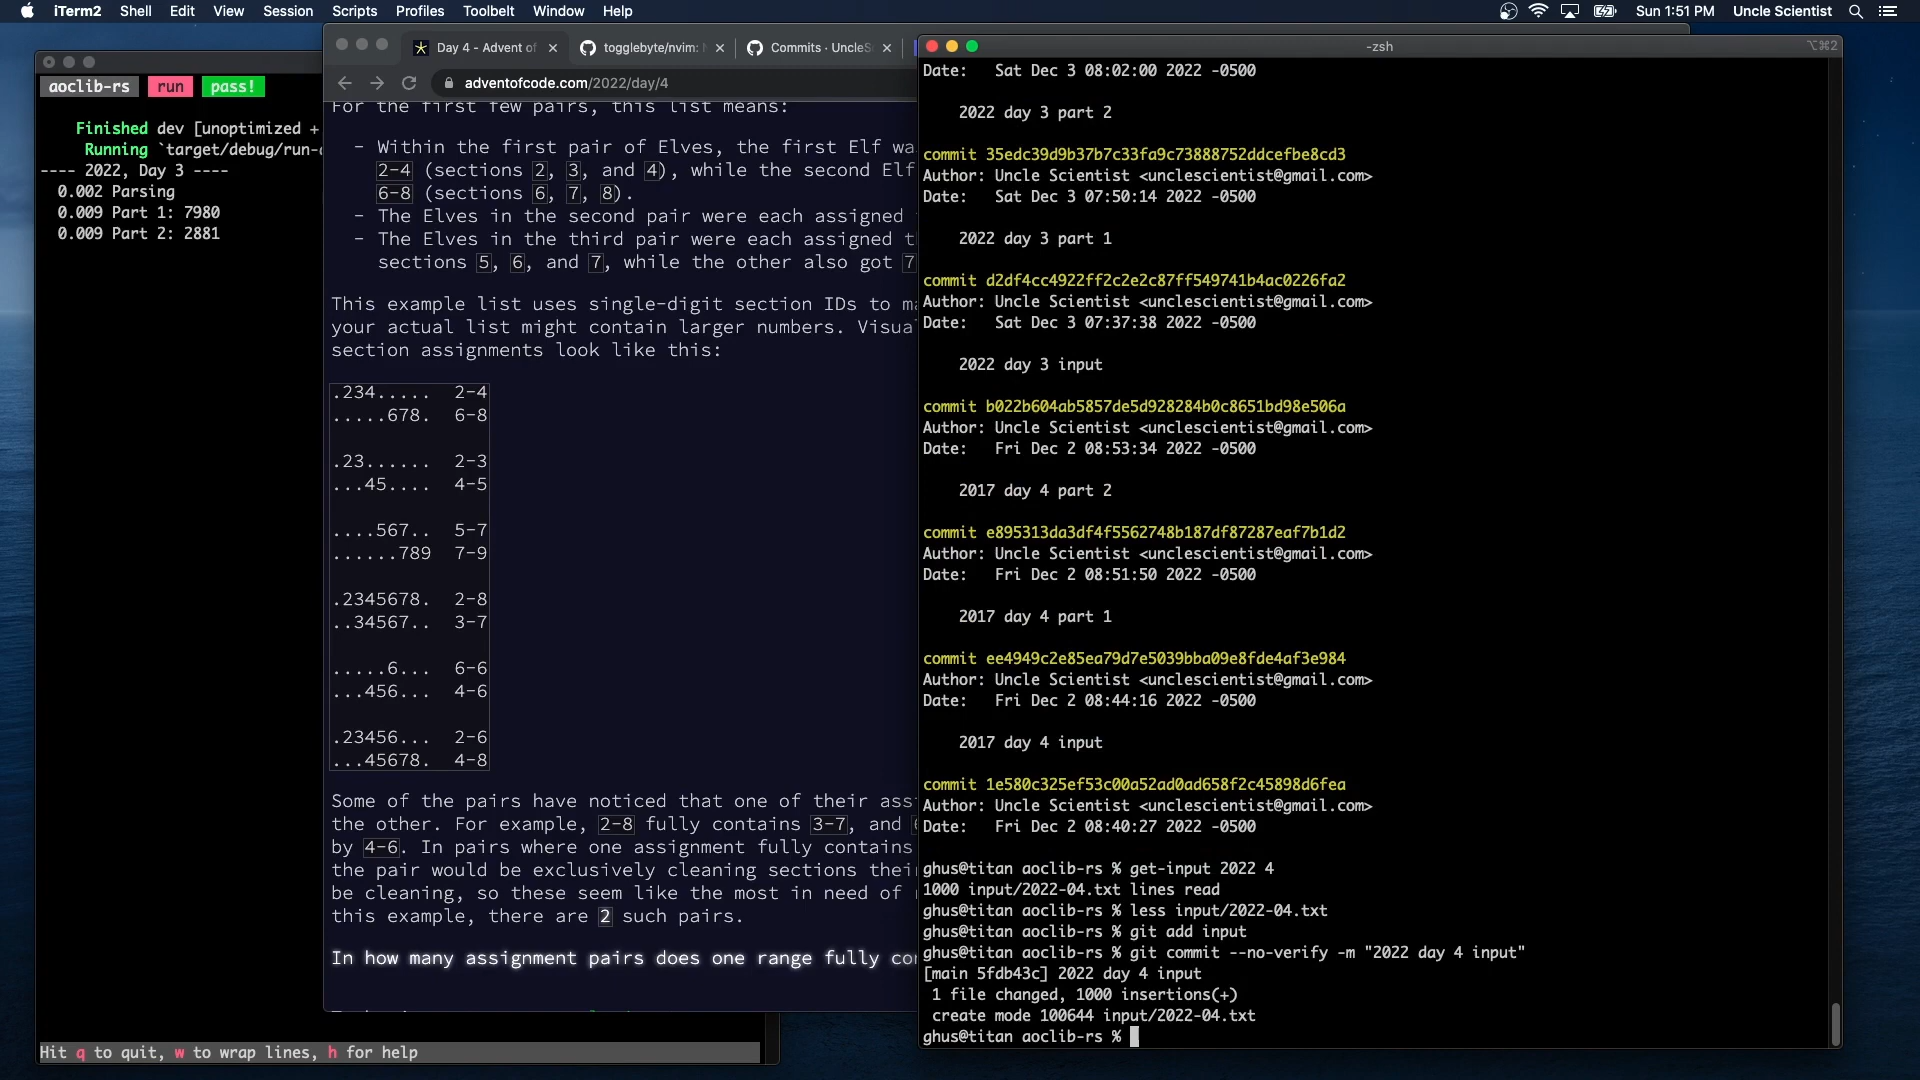 iTerm2 Shell Edit View Session Scripts Profiles Toolbelt Window Help
Sun 1:51 PM Uncle Scientist
aoclib-rs run pass!
Finished dev [unoptimized +
Running `target/debug/run-
---- 2022, Day 3 ----
0.002 Parsing
0.009 Part 1: 7980
0.009 Part 2: 2881
Hit q to quit, w to wrap lines, h for help
Day 4 - Advent of
togglebyte/nvim:
Commits · UncleS
adventofcode.com/2022/day/4
For the first few pairs, this list means:
- Within the first pair of Elves, the first Elf wa
2-4 (sections 2, 3, and 4), while the second Elf
6-8 (sections 6, 7, 8).
- The Elves in the second pair were each assigned
- The Elves in the third pair were each assigned t
sections 5, 6, and 7, while the other also got 7
This example list uses single-digit section IDs to ma
your actual list might contain larger numbers. Visua
section assignments look like this:
.234..... 2-4
.....678. 6-8
.23...... 2-3
...45.... 4-5
....567.. 5-7
......789 7-9
.2345678. 2-8
..34567.. 3-7
.....6... 6-6
...456... 4-6
.23456... 2-6
...45678. 4-8
Some of the pairs have noticed that one of their ass
the other. For example, 2-8 fully contains 3-7, and 6
by 4-6. In pairs where one assignment fully contains
the pair would be exclusively cleaning sections thei
be cleaning, so these seem like the most in need of
this example, there are 2 such pairs.
In how many assignment pairs does one range fully co
-zsh
⌥⌘2
Date: Sat Dec 3 08:02:00 2022 -0500
2022 day 3 part 2
commit 35edc39d9b37b7c33fa9c73888752ddcefbe8cd3
Author: Uncle Scientist <unclescientist@gmail.com>
Date: Sat Dec 3 07:50:14 2022 -0500
2022 day 3 part 1
commit d2df4cc4922ff2c2e2c87ff549741b4ac0226fa2
Author: Uncle Scientist <unclescientist@gmail.com>
Date: Sat Dec 3 07:37:38 2022 -0500
2022 day 3 input
commit b022b604ab5857de5d928284b0c8651bd98e506a
Author: Uncle Scientist <unclescientist@gmail.com>
Date: Fri Dec 2 08:53:34 2022 -0500
2017 day 4 part 2
commit e895313da3df4f5562748b187df87287eaf7b1d2
Author: Uncle Scientist <unclescientist@gmail.com>
Date: Fri Dec 2 08:51:50 2022 -0500
2017 day 4 part 1
commit ee4949c2e85ea79d7e5039bba09e8fde4af3e984
Author: Uncle Scientist <unclescientist@gmail.com>
Date: Fri Dec 2 08:44:16 2022 -0500
2017 day 4 input
commit 1e580c325ef53c00a52ad0ad658f2c45898d6fea
Author: Uncle Scientist <unclescientist@gmail.com>
Date: Fri Dec 2 08:40:27 2022 -0500
ghus@titan aoclib-rs % get-input 2022 4
1000 input/2022-04.txt lines read
ghus@titan aoclib-rs % less input/2022-04.txt
ghus@titan aoclib-rs % git add input
ghus@titan aoclib-rs % git commit --no-verify -m "2022 day 4 input"
[main 5fdb43c] 2022 day 4 input
1 file changed, 1000 insertions(+)
create mode 100644 input/2022-04.txt
ghus@titan aoclib-rs %